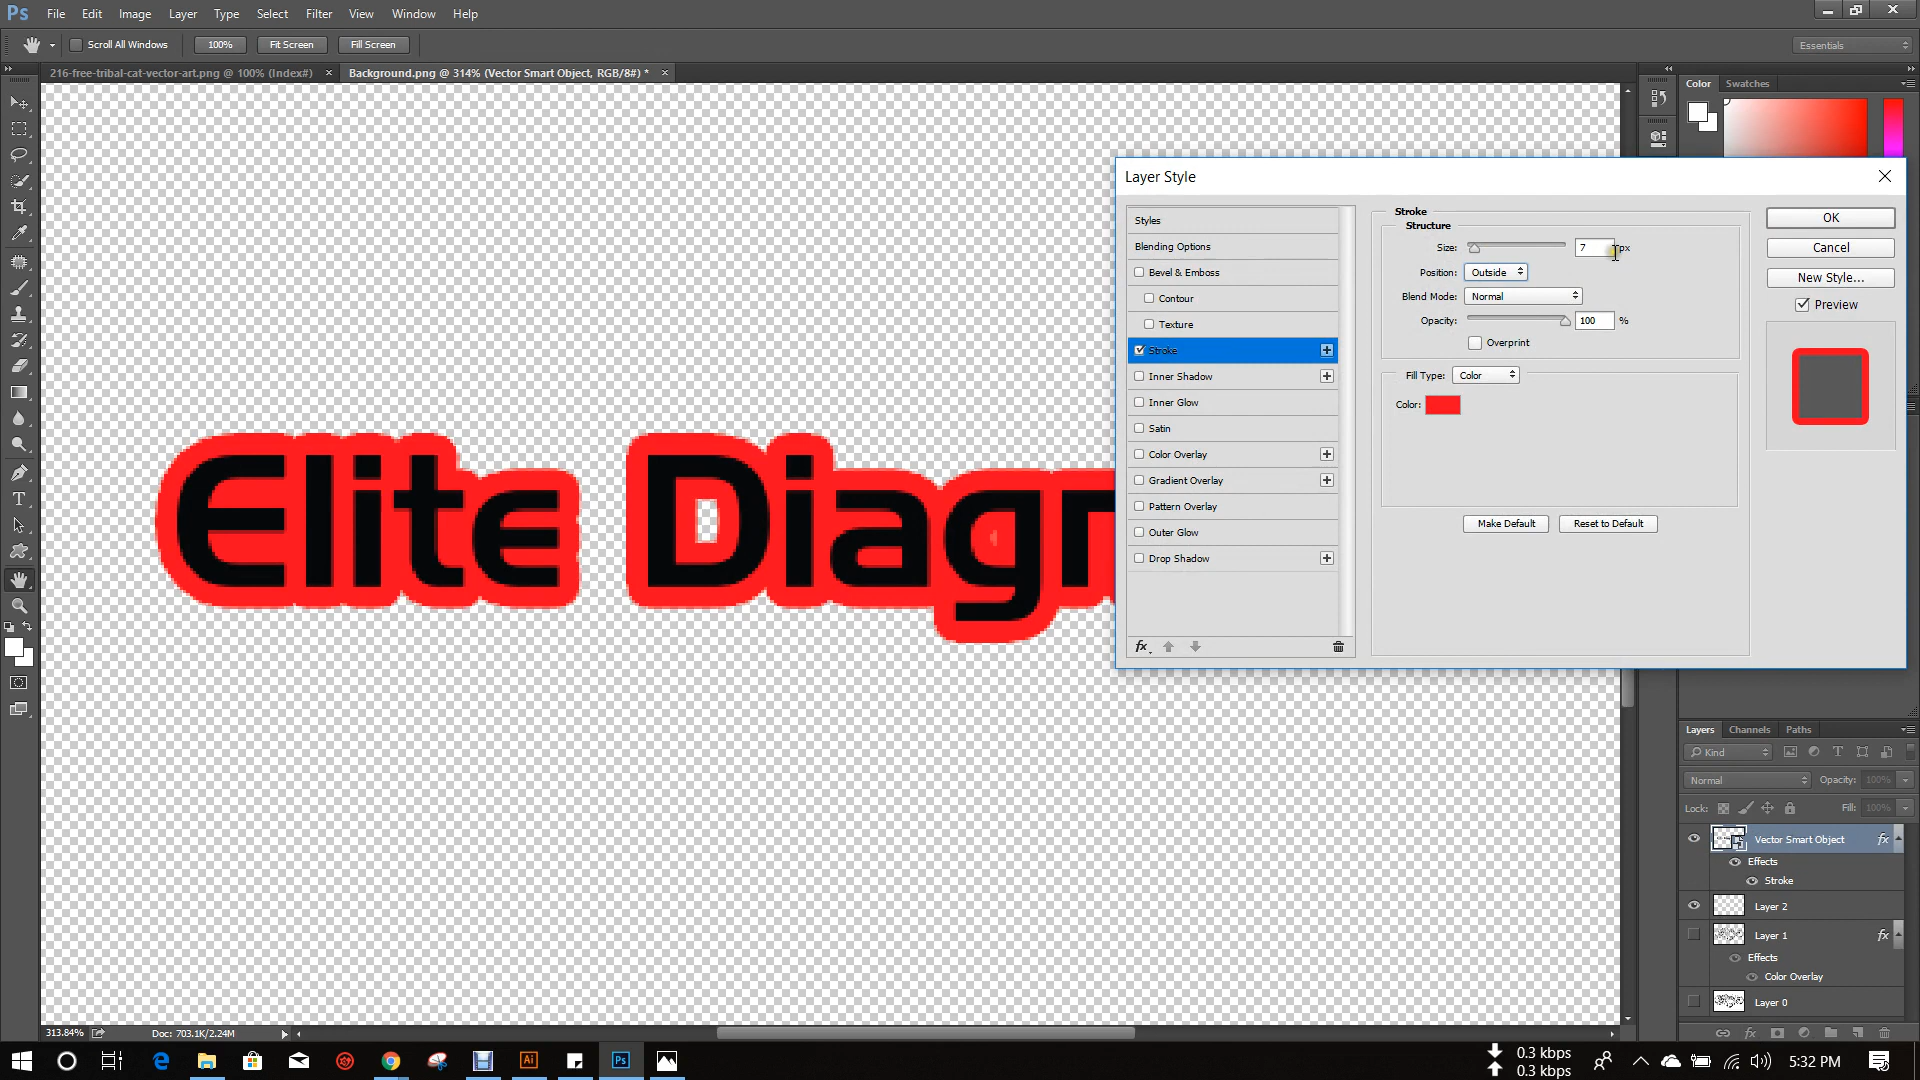 Ps File Edit Image Layer Type Select Filter View Window Help
Scroll All Windows 100% Fit Screen Fill Screen Essentials
216-free-tribal-cat-vector-art.png @ 100% (Index#) × Background.png @ 314% (Vector Smart Object, RGB/8#) * ×
Color Swatches
Layer Style
Styles
Blending Options
Bevel & Emboss
Contour
Texture
Stroke
Inner Shadow
Inner Glow
Satin
Color Overlay
Gradient Overlay
Pattern Overlay
Outer Glow
Drop Shadow
fx
Stroke
Structure
Size: 7 px
Position: Outside
Blend Mode: Normal
Opacity: 100 %
Overprint
Fill Type: Color
Color:
Make Default Reset to Default
OK
Cancel
New Style...
Preview
Elite Diagn
Layers Channels Paths
Kind
Normal Opacity: 100%
Lock: Fill: 100%
Vector Smart Object fx
Effects
Stroke
Layer 2
Layer 1 fx
Effects
Color Overlay
Layer 0
fx
313.84% Doc: 703.1K/2.24M
Ai Ps
0.3 kbps
0.3 kbps
5:32 PM